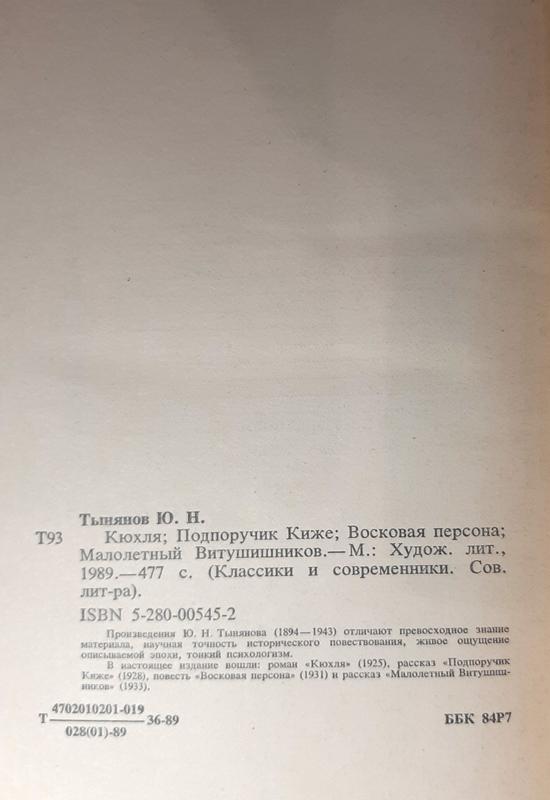 Тынянов Ю. Н.
Т93 Кюхля; Подпоручик Киже; Восковая персона;
Малолетный Витушишников.— М.: Худож. лит.,
1989.—477 с. (Классики и современники. Сов.
лит-ра).
ISBN 5-280-00545-2
Произведения Ю. Н. Тынянова (1894—1943) отличают превосходное знание
материала, научная точность исторического повествования, живое ощущение
описываемой эпохи, тонкий психологизм.
В настоящее издание вошли: роман «Кюхля» (1925), рассказ «Подпоручик
Киже» (1928), повесть «Восковая персона» (1931) и рассказ «Малолетный Витушиш-
ников» (1933).
4702010201-019
Т 36-89 ББК 84Р7
028(01)-89